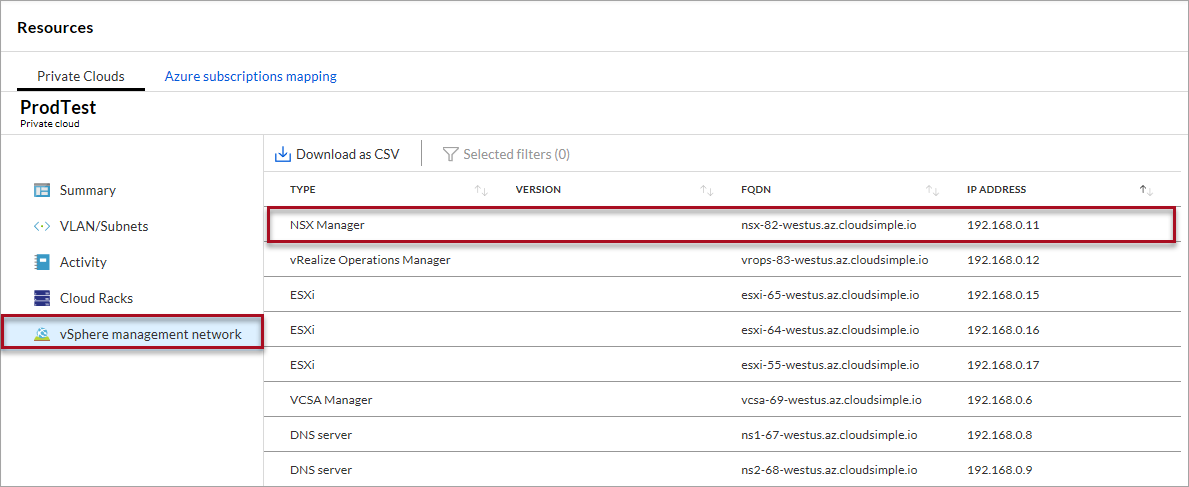 Resources
Private Clouds Azure subscriptions mapping
ProdTest
Private cloud
Summary
VLAN/Subnets
Activity
Cloud Racks
vSphere management network
Download as CSV Selected filters (0)
TYPE VERSION FQDN IP ADDRESS
NSX Manager nsx-82-westus.az.cloudsimple.io 192.168.0.11
vRealize Operations Manager vrops-83-westus.az.cloudsimple.io 192.168.0.12
ESXi esxi-65-westus.az.cloudsimple.io 192.168.0.15
ESXi esxi-64-westus.az.cloudsimple.io 192.168.0.16
ESXi esxi-55-westus.az.cloudsimple.io 192.168.0.17
VCSA Manager vcsa-69-westus.az.cloudsimple.io 192.168.0.6
DNS server ns1-67-westus.az.cloudsimple.io 192.168.0.8
DNS server ns2-68-westus.az.cloudsimple.io 192.168.0.9